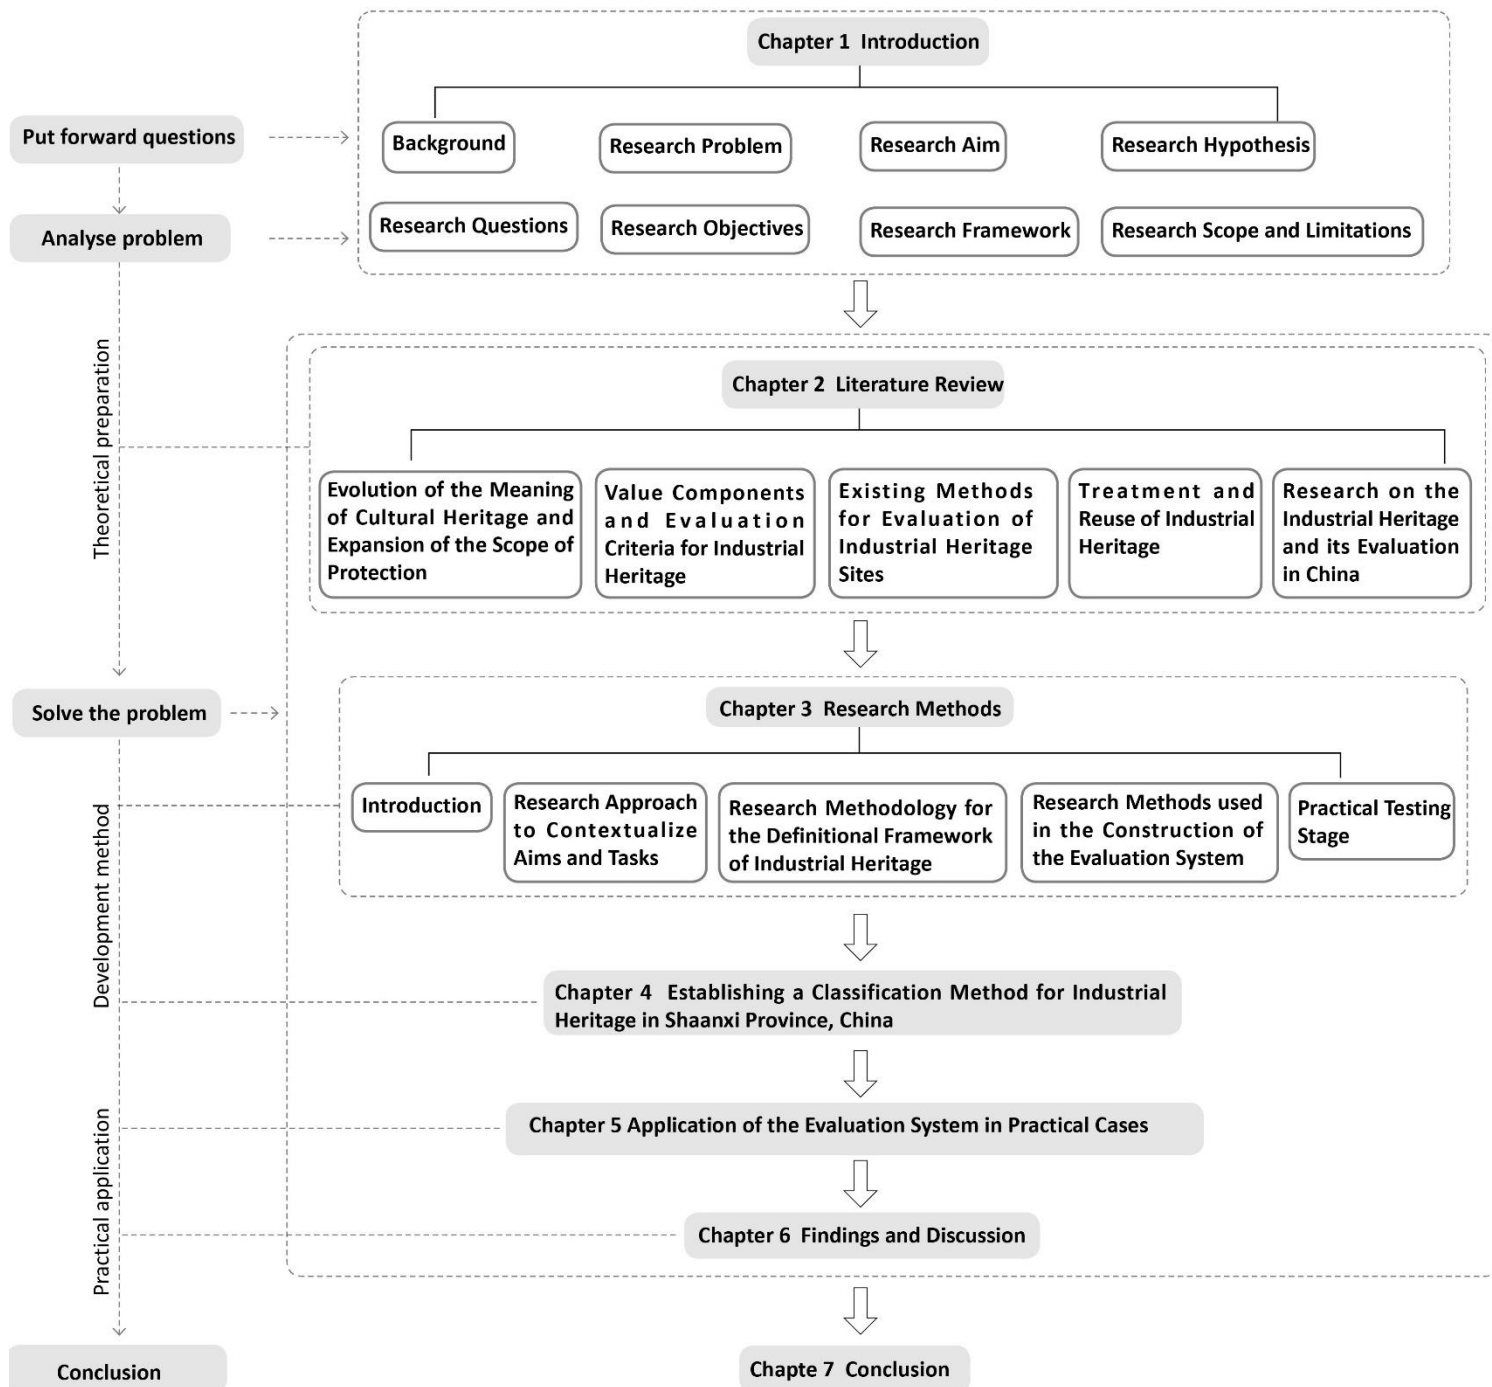 Chapter 1  Introduction
Put forward questions
Background
Research Problem
Research Aim
Research Hypothesis
Analyse problem
Research Questions
Research Objectives
Research Framework
Research Scope and Limitations
Theoretical preparation
Chapter 2  Literature Review
Evolution of the Meaning
of Cultural Heritage and
Expansion of the Scope of
Protection
Value Components
and Evaluation
Criteria for Industrial
Heritage
Existing Methods
for Evaluation of
Industrial Heritage
Sites
Treatment and
Reuse of Industrial
Heritage
Research on the
Industrial Heritage
and its Evaluation
in China
Solve the problem
Chapter 3  Research Methods
Development method
Introduction
Research Approach
to Contextualize
Aims and Tasks
Research Methodology for
the Definitional Framework
of Industrial Heritage
Research Methods used
in the Construction of
the Evaluation System
Practical Testing
Stage
Chapter 4  Establishing a Classification Method for Industrial
Heritage in Shaanxi Province, China
Practical application
Chapter 5 Application of the Evaluation System in Practical Cases
Chapter 6  Findings and Discussion
Conclusion
Chapte 7  Conclusion